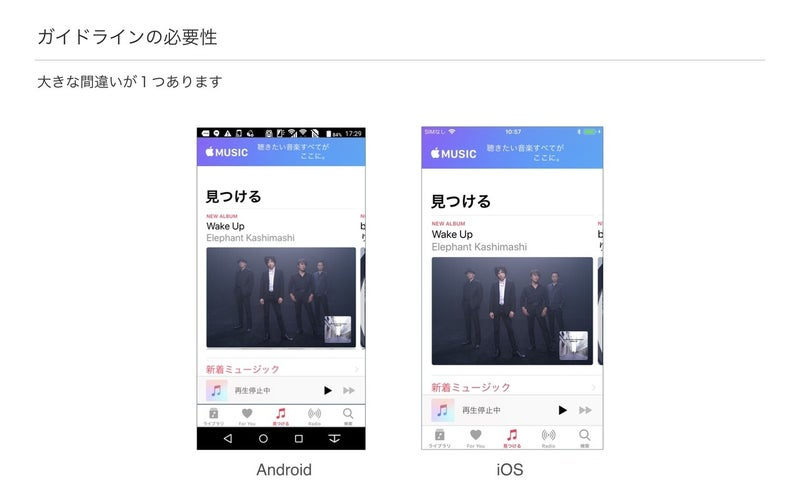 ガイドラインの必要性
大きな間違いが１つあります
84% 17:29
MUSIC
聴きたい音楽すべてが
ここに。
見つける
NEW ALBUM
Wake Up
Elephant Kashimashi
新着ミュージック
再生停止中
ライブラリ For You 見つける Radio 検索
Android
SIMなし 10:57
MUSIC
聴きたい音楽すべてが
ここに。
見つける
NEW ALBUM
Wake Up
Elephant Kashimashi
新着ミュージック
再生停止中
ライブラリ For You 見つける Radio 検索
iOS